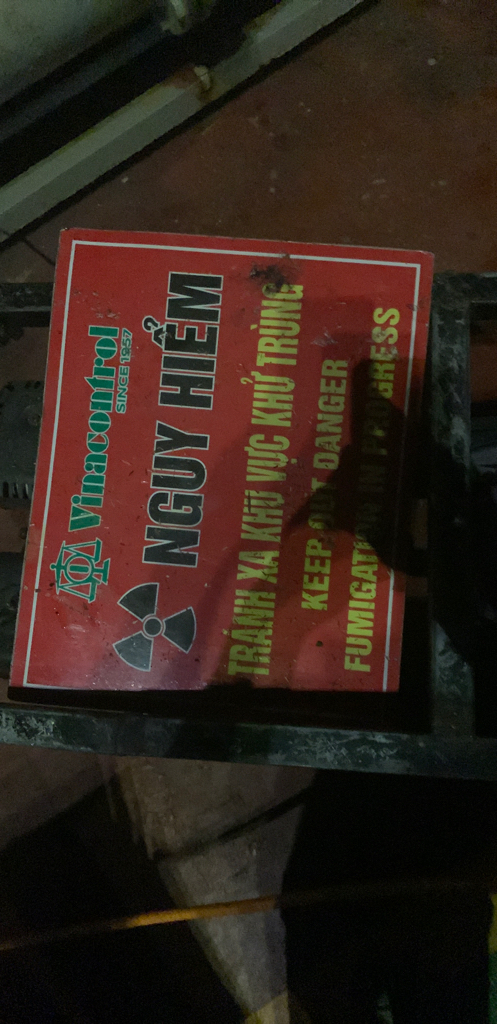 Vinacontrol
SINCE 1957
NGUY HIỂM
TRÁNH XA KHU VỰC KHỬ TRÙNG
KEEP OUT DANGER
FUMIGATION IN PROGRESS